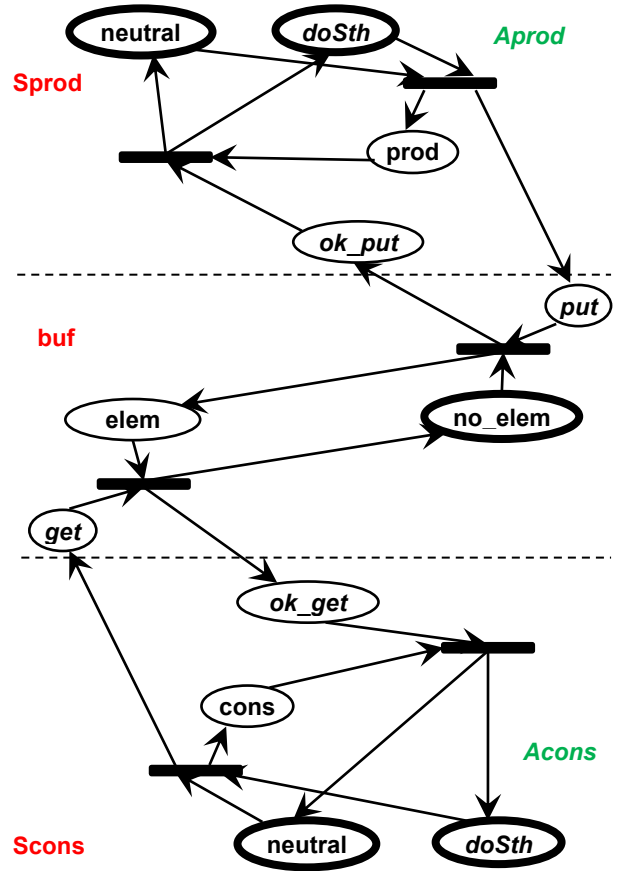 neutral
doSth
Aprod
Sprod
prod
ok_put
put
buf
elem
no_elem
get
ok_get
cons
Acons
Scons
neutral
doSth